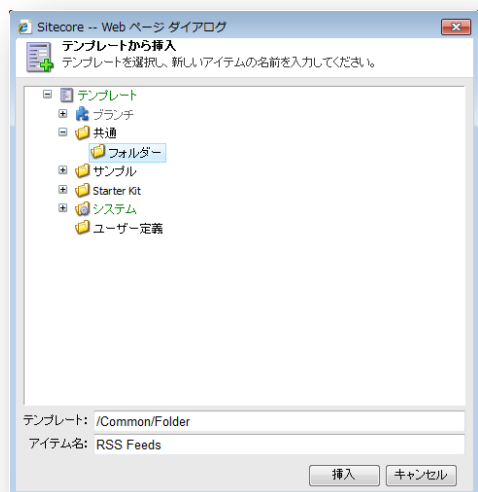 Sitecore -- Web ページ ダイアログ
テンプレートから挿入
テンプレートを選択し、新しいアイテムの名前を入力してください。
テンプレート
ブランチ
共通
フォルダー
サンプル
Starter Kit
システム
ユーザー定義
テンプレート: /Common/Folder
アイテム名: RSS Feeds
挿入 キャンセル